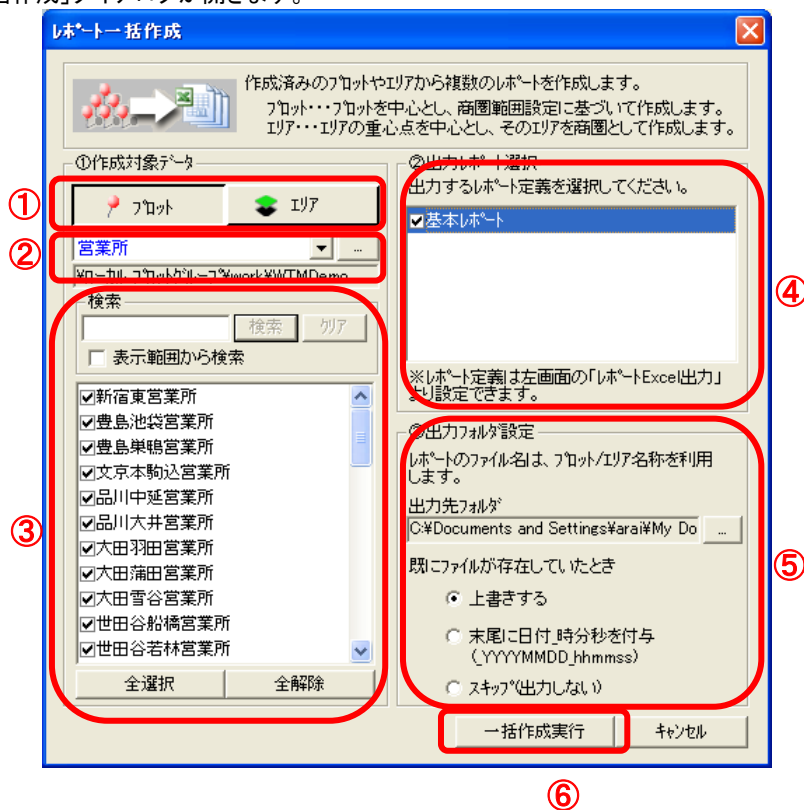 作成」ダイアログが開きます。
レポート一括作成
作成済みのプロットやエリアから複数のレポートを作成します。
プロット・・・プロットを中心とし、商圏範囲設定に基づいて作成します。
エリア・・・エリアの重心点を中心とし、そのエリアを商圏として作成します。
①作成対象データ
①
プロット
エリア
②
営業所
...
¥ローカル プロットグループ¥work¥WTMDemo
③
検索
検索
クリア
表示範囲から検索
新宿東営業所
豊島池袋営業所
豊島巣鴨営業所
文京本駒込営業所
品川中延営業所
品川大井営業所
大田羽田営業所
大田蒲田営業所
大田雪谷営業所
世田谷船橋営業所
世田谷若林営業所
全選択
全解除
②出力レポート選択
出力するレポート定義を選択してください。
基本レポート
④
※レポート定義は左画面の「レポートExcel出力」
より設定できます。
③出力フォルダ設定
レポートのファイル名は、プロット/エリア名称を利用
します。
出力先フォルダ
C:¥Documents and Settings¥arai¥My Do
...
⑤
既にファイルが存在していたとき
上書きする
末尾に日付_時分秒を付与
(_YYYYMMDD_hhmmss)
スキップ(出力しない)
一括作成実行
キャンセル
⑥